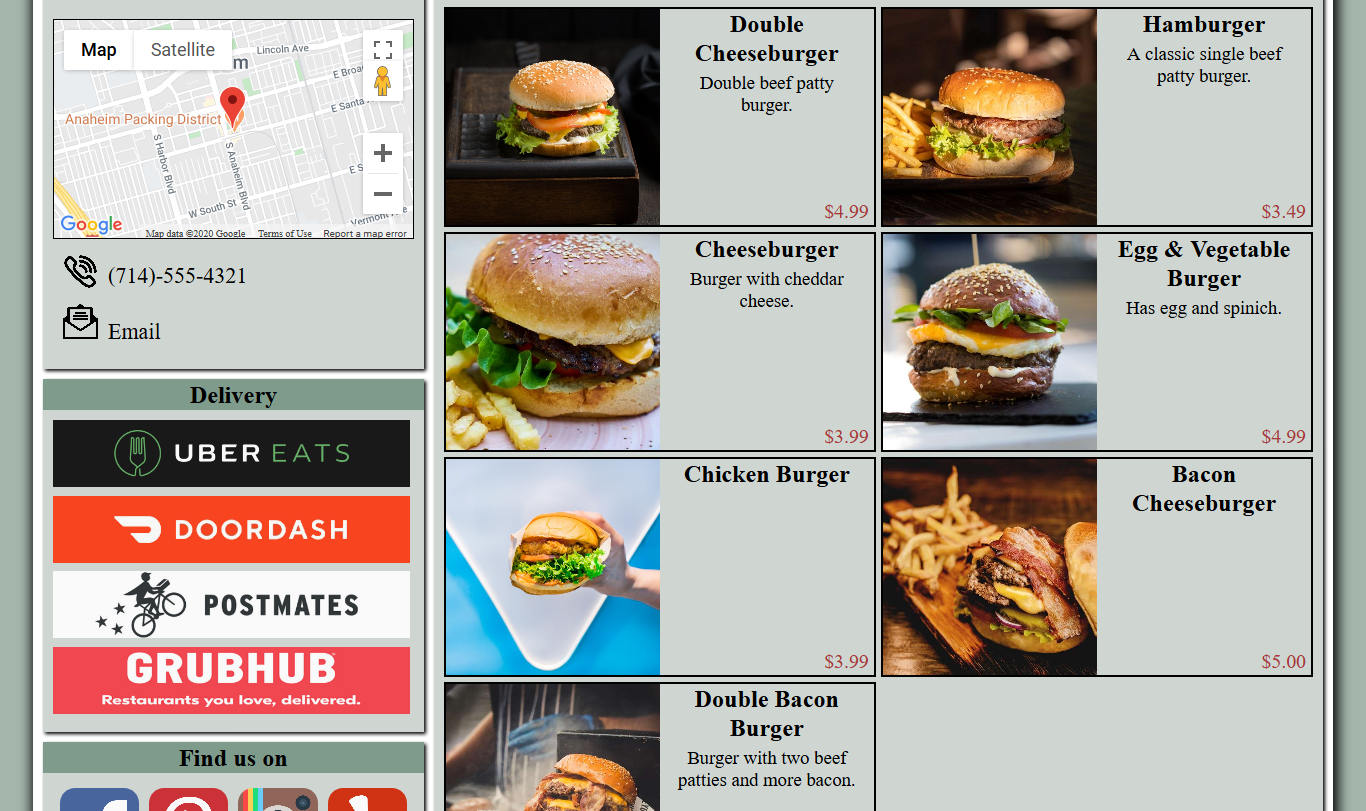 Map
Satellite
Lincoln Ave
m
E Broa
E Santa
Anaheim Packing District
S Harbor Blvd
S Anaheim Blvd
E S
W South St
Vermont
Google
Map data ©2020 Google
Terms of Use
Report a map error
(714)-555-4321
Email
Delivery
UBER EATS
DOORDASH
POSTMATES
GRUBHUB
Restaurants you love, delivered.
Find us on
Double
Cheeseburger
Double beef patty
burger.
$4.99
Hamburger
A classic single beef
patty burger.
$3.49
Cheeseburger
Burger with cheddar
cheese.
$3.99
Egg & Vegetable
Burger
Has egg and spinich.
$4.99
Chicken Burger
$3.99
Bacon
Cheeseburger
$5.00
Double Bacon
Burger
Burger with two beef
patties and more bacon.